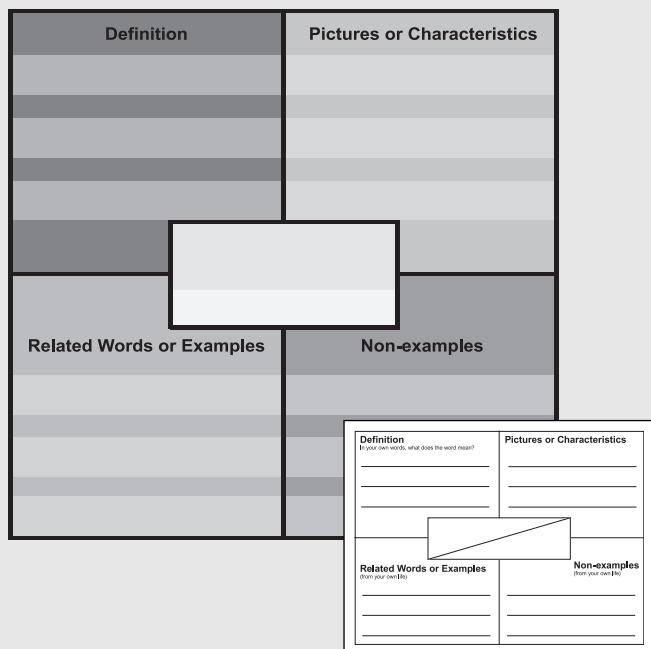 Definition
Pictures or Characteristics
Related Words or Examples
Non-examples
Definition
In your own words, what does the word mean?
Pictures or Characteristics
Related Words or Examples
(from your own life)
Non-examples
(from your own life)